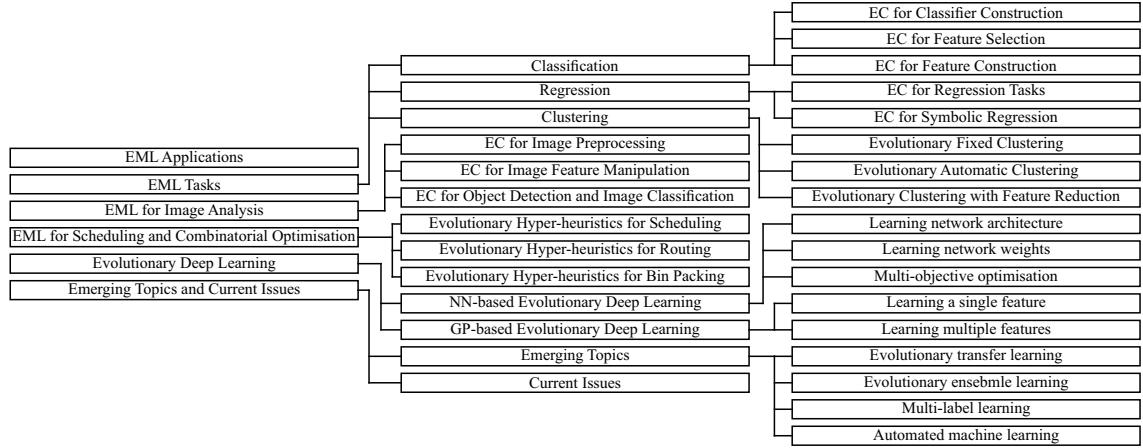 EML Applications
EML Tasks
EML for Image Analysis
EML for Scheduling and Combinatorial Optimisation
Evolutionary Deep Learning
Emerging Topics and Current Issues
Classification
Regression
Clustering
EC for Image Preprocessing
EC for Image Feature Manipulation
EC for Object Detection and Image Classification
Evolutionary Hyper-heuristics for Scheduling
Evolutionary Hyper-heuristics for Routing
Evolutionary Hyper-heuristics for Bin Packing
NN-based Evolutionary Deep Learning
GP-based Evolutionary Deep Learning
Emerging Topics
Current Issues
EC for Classifier Construction
EC for Feature Selection
EC for Feature Construction
EC for Regression Tasks
EC for Symbolic Regression
Evolutionary Fixed Clustering
Evolutionary Automatic Clustering
Evolutionary Clustering with Feature Reduction
Learning network architecture
Learning network weights
Multi-objective optimisation
Learning a single feature
Learning multiple features
Evolutionary transfer learning
Evolutionary ensebmle learning
Multi-label learning
Automated machine learning